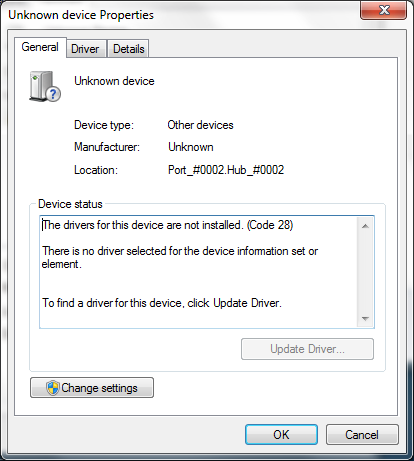 Unknown device Properties
General Driver Details
Unknown device
Device type: Other devices
Manufacturer: Unknown
Location: Port_#0002.Hub_#0002
Device status
The drivers for this device are not installed. (Code 28)
There is no driver selected for the device information set or
element.
To find a driver for this device, click Update Driver.
Update Driver...
Change settings
OK Cancel